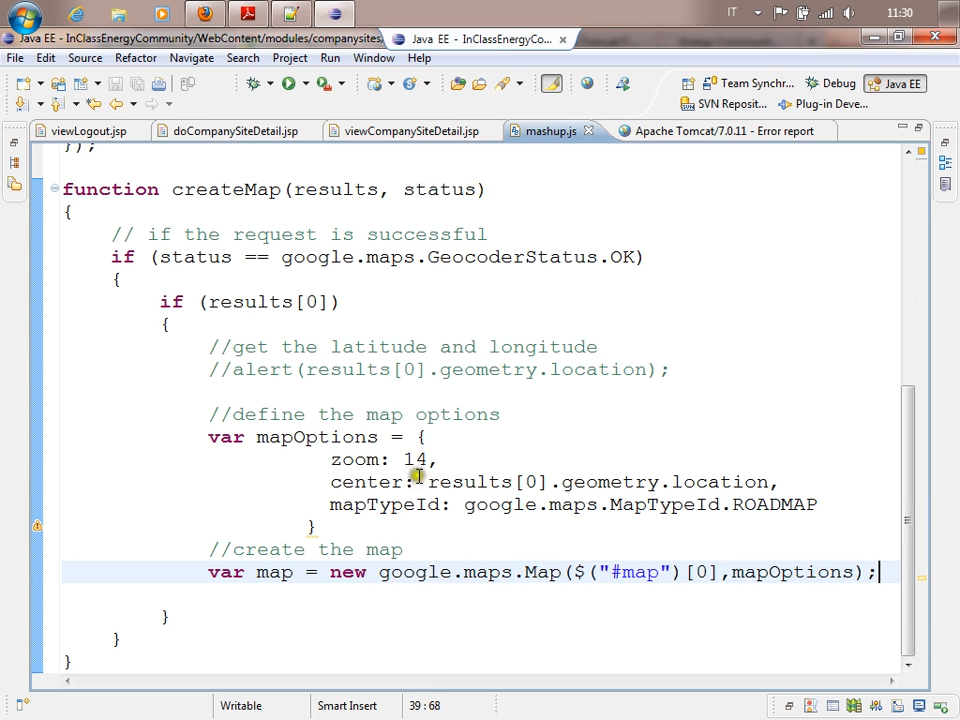 IT
11:30
Java EE - InClassEnergyCommunity/WebContent/modules/companysites,
Java EE - InClassEnergyCo...
File Edit Source Refactor Navigate Search Project Run Window Help
Team Synchr...
Debug
Java EE
SVN Reposit...
Plug-in Deve...
viewLogout.jsp
doCompanySiteDetail.jsp
viewCompanySiteDetail.jsp
mashup.js
Apache Tomcat/7.0.11 - Error report
});
function createMap(results, status)
{
// if the request is successful
if (status == google.maps.GeocoderStatus.OK)
{
if (results[0])
{
//get the latitude and longitude
//alert(results[0].geometry.location);
//define the map options
var mapOptions = {
zoom: 14,
center: results[0].geometry.location,
mapTypeId: google.maps.MapTypeId.ROADMAP
}
//create the map
var map = new google.maps.Map($("#map")[0],mapOptions);
}
}
}
Writable
Smart Insert
39 : 68